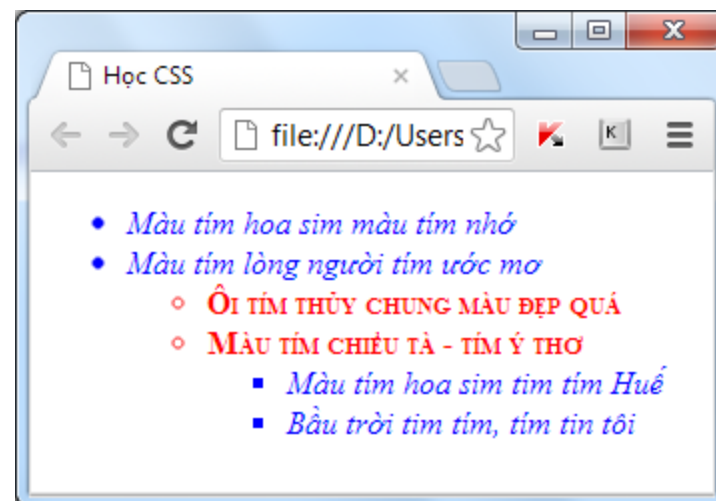 Học CSS
file:///D:/Users
K
Màu tím hoa sim màu tím nhớ
Màu tím lòng người tím ước mơ
Ôi tím thủy chung màu đẹp quá
Màu tím chiều tà - tím ý thơ
Màu tím hoa sim tim tím Huế
Bầu trời tim tím, tím tin tôi